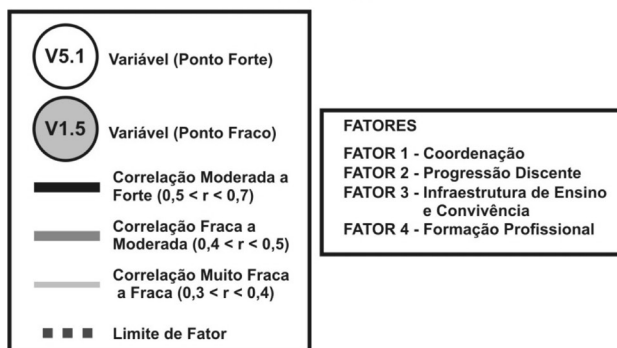 V5.1
Variável (Ponto Forte)
V1.5
Variável (Ponto Fraco)
Correlação Moderada a
Forte (0,5 < r < 0,7)
Correlação Fraca a
Moderada (0,4 < r < 0,5)
Correlação Muito Fraca
a Fraca (0,3 < r < 0,4)
Limite de Fator
FATORES
FATOR 1 - Coordenação
FATOR 2 - Progressão Discente
FATOR 3 - Infraestrutura de Ensino
e Convivência
FATOR 4 - Formação Profissional